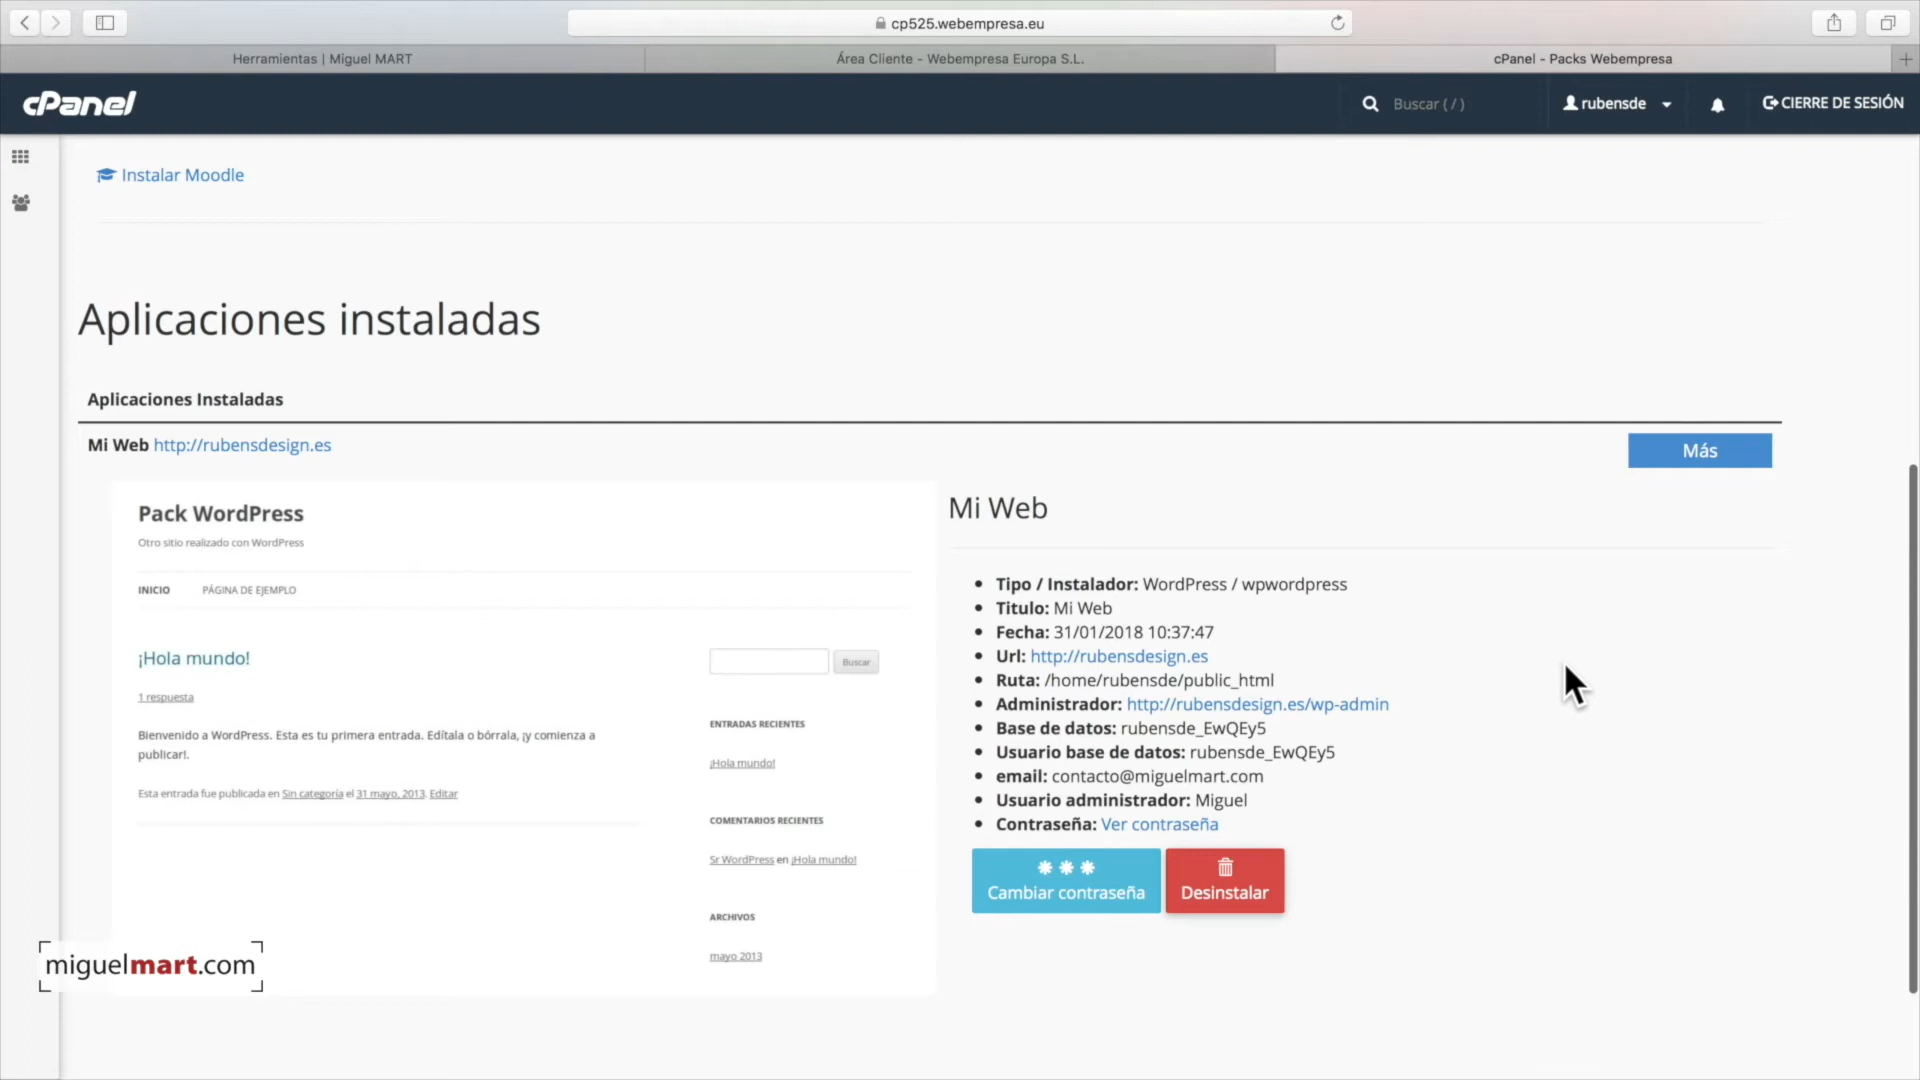 cp525.webempresa.eu
Herramientas | Miguel MART
Área Cliente - Webempresa Europa S.L.
cPanel - Packs Webempresa
cPanel
Buscar ( / )
rubensde
CIERRE DE SESIÓN
Instalar Moodle
Aplicaciones instaladas
Aplicaciones Instaladas
Mi Web http://rubensdesign.es
Más
Pack WordPress
Otro sitio realizado con WordPress
INICIO
PÁGINA DE EJEMPLO
¡Hola mundo!
1 respuesta
Bienvenido a WordPress. Esta es tu primera entrada. Edítala o bórrala, ¡y comienza a
publicar!.
Esta entrada fue publicada en Sin categoría el 31 mayo, 2013. Editar
Buscar
ENTRADAS RECIENTES
¡Hola mundo!
COMENTARIOS RECIENTES
Sr WordPress en ¡Hola mundo!
ARCHIVOS
mayo 2013
Mi Web
Tipo / Instalador: WordPress / wpwordpress
Titulo: Mi Web
Fecha: 31/01/2018 10:37:47
Url: http://rubensdesign.es
Ruta: /home/rubensde/public_html
Administrador: http://rubensdesign.es/wp-admin
Base de datos: rubensde_EwQEy5
Usuario base de datos: rubensde_EwQEy5
email: contacto@miguelmart.com
Usuario administrador: Miguel
Contraseña: Ver contraseña
Cambiar contraseña
Desinstalar
miguelmart.com